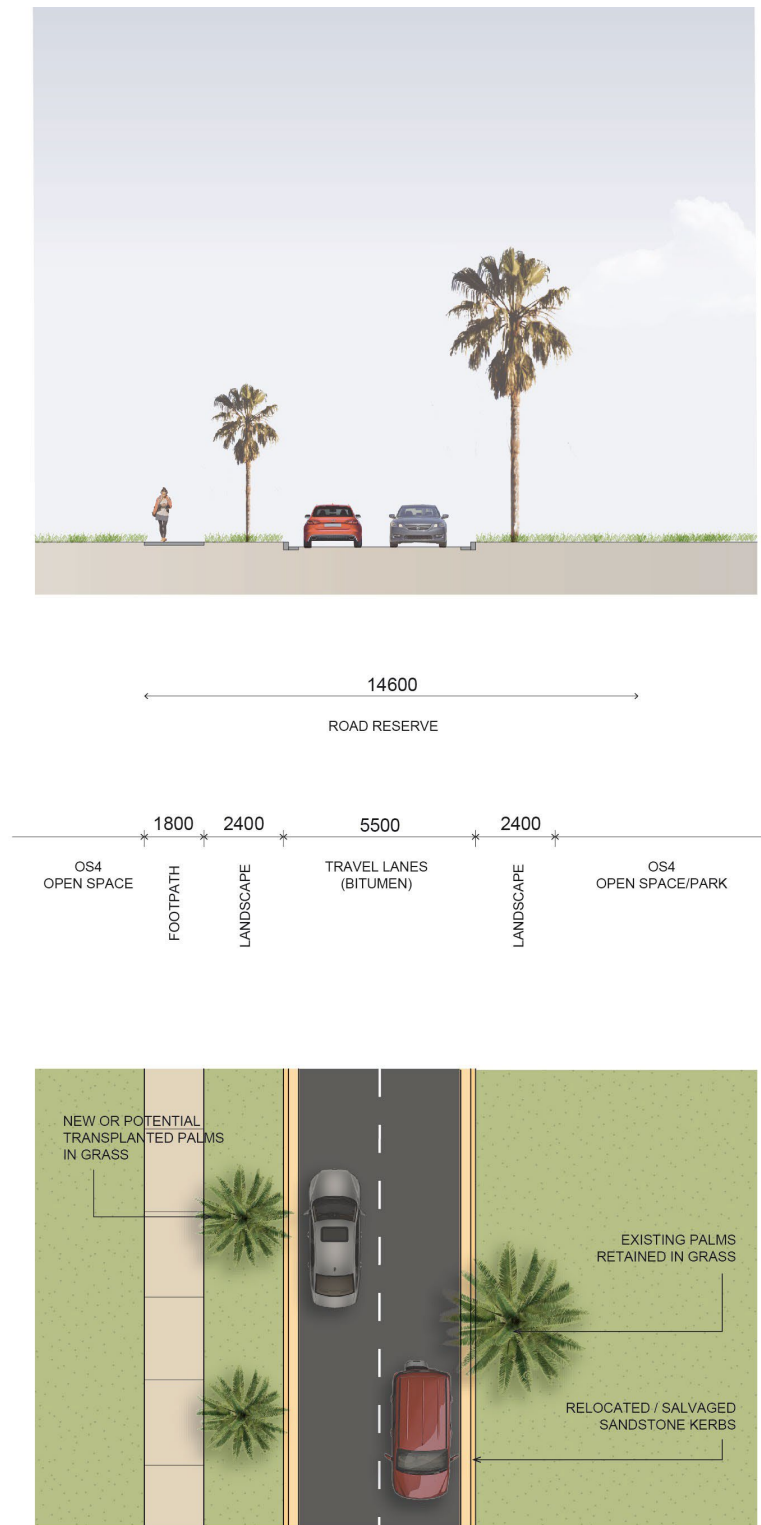 14600
ROAD RESERVE
1800
2400
5500
2400
OS4
OPEN SPACE
FOOTPATH
LANDSCAPE
TRAVEL LANES
(BITUMEN)
LANDSCAPE
OS4
OPEN SPACE/PARK
NEW OR POTENTIAL
TRANSPLANTED PALMS
IN GRASS
EXISTING PALMS
RETAINED IN GRASS
RELOCATED / SALVAGED
SANDSTONE KERBS